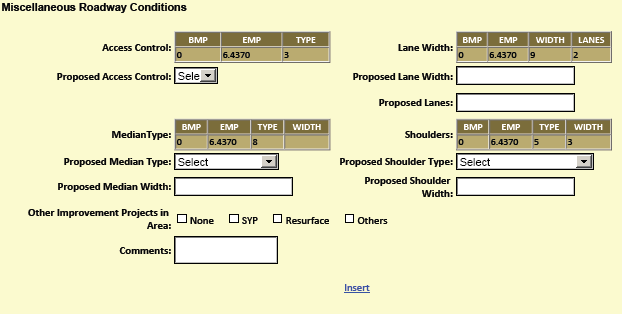 Miscellaneous Roadway Conditions
Access Control:
BMP EMP TYPE
0 6.4370 3
Lane Width:
BMP EMP WIDTH LANES
0 6.4370 9 2
Proposed Access Control: Sele
Proposed Lane Width:
Proposed Lanes:
MedianType:
BMP EMP TYPE WIDTH
0 6.4370 8
Shoulders:
BMP EMP TYPE WIDTH
0 6.4370 5 3
Proposed Median Type: Select
Proposed Shoulder Type: Select
Proposed Median Width:
Proposed Shoulder
Width:
Other Improvement Projects in
Area:
None SYP Resurface Others
Comments:
Insert